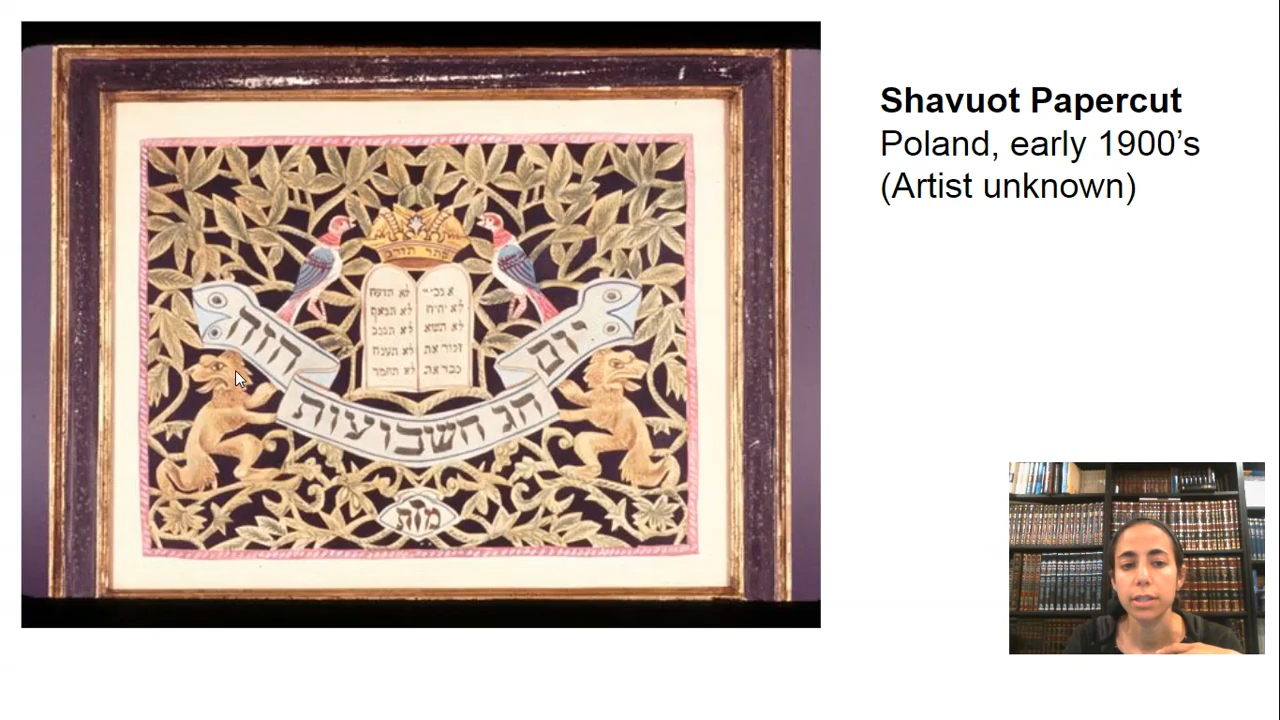 Shavuot Papercut
Poland, early 1900’s
(Artist unknown)
כתר תורה
אנכי י
לא יהיה
לא תשא
זכור את
כבד את
לא תרצח
לא תנאף
לא תגנב
לא תענה
לא תחמד
יום
חג השבועות
הזה